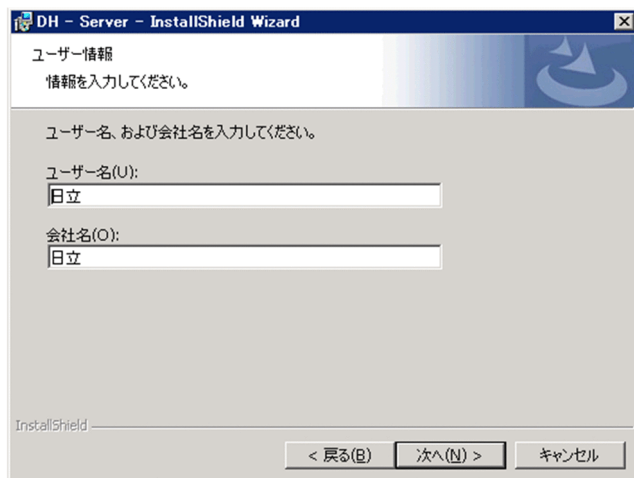 DH - Server - InstallShield Wizard
ユーザー情報
情報を入力してください。
ユーザー名、および会社名を入力してください。
ユーザー名(U):
日立
会社名(O):
日立
InstallShield
< 戻る(B)
次へ(N) >
キャンセル